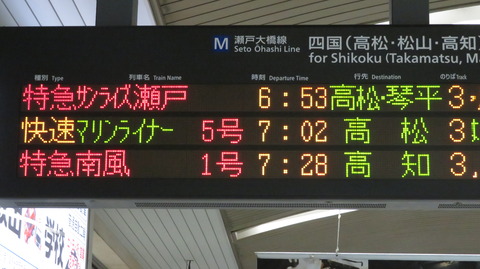 M 瀬戸大橋線 四国(高松・松山・高知)
Seto Ohashi Line for Shikoku (Takamatsu, Ma
種別 Type 列車名 Train Name 時刻 Departure Time 行先 Destination のりば Track
特急 サンライズ瀬戸 6:53 高松・琴平 3
快速 マリンライナー 5号 7:02 高松 3
特急 南風 1号 7:28 高知 3
学校